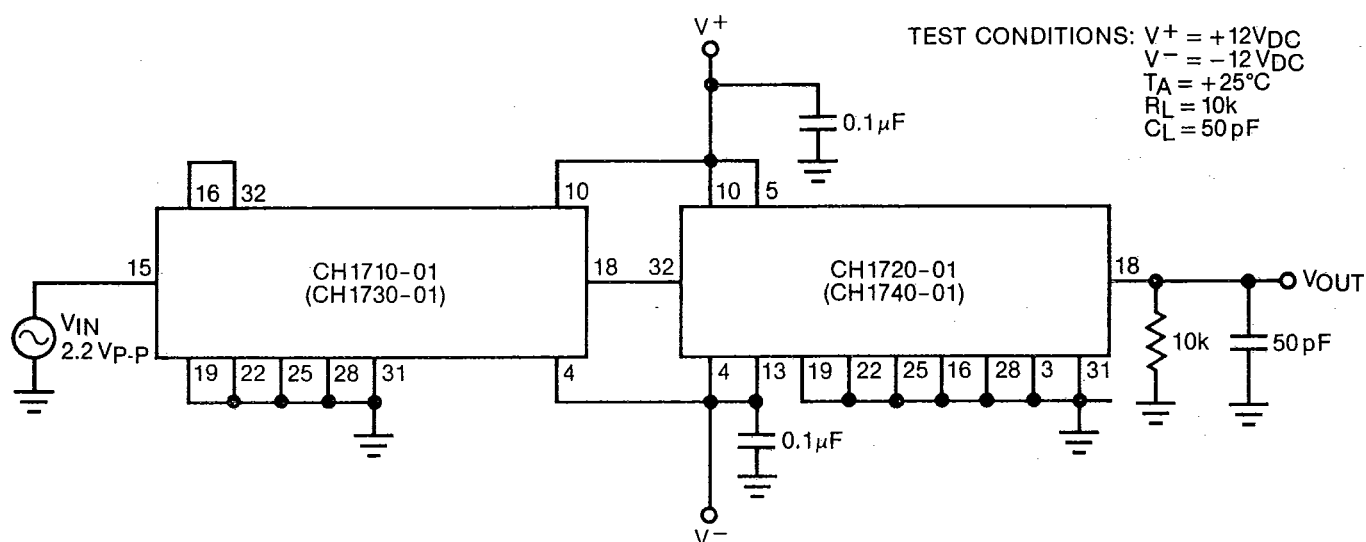 V+
TEST CONDITIONS: V+ = +12VDC
V− = −12VDC
TA = +25°C
RL = 10k
CL = 50pF
0.1µF
16 32 10 10 5
15 CH1710-01 18 32 CH1720-01 18
(CH1730-01) (CH1740-01)
VOUT
VIN
2.2 VP-P
10k 50pF
19 22 25 28 31 4 4 13 19 22 25 16 28 3 31
0.1µF
V−